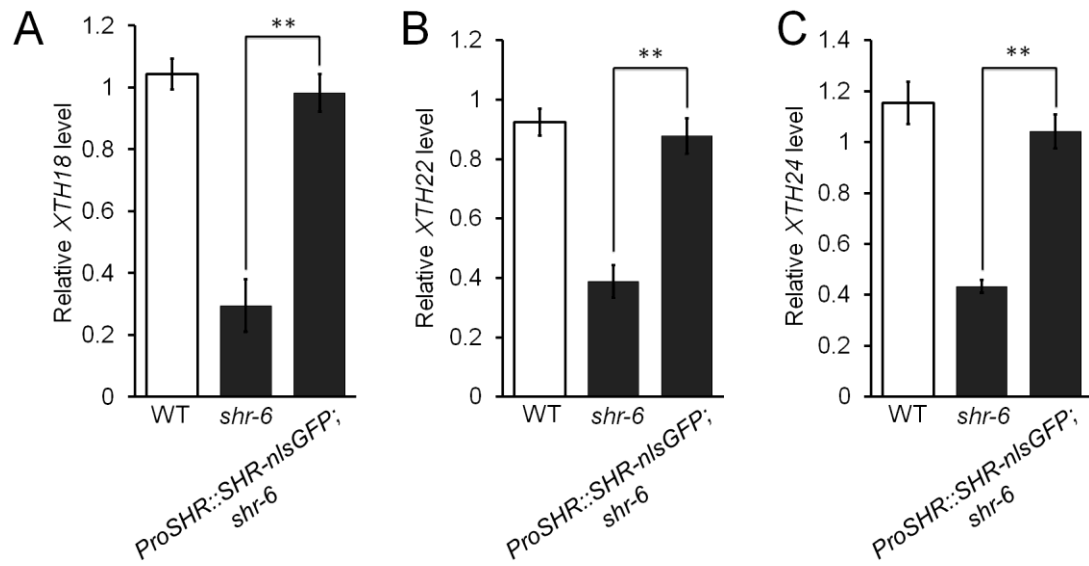 A
Relative XTH18 level
1.2
1
0.8
0.6
0.4
0.2
0
**
WT
shr-6
ProSHR::SHR-nlsGFP;
shr-6
B
Relative XTH22 level
1.2
1
0.8
0.6
0.4
0.2
0
**
WT
shr-6
ProSHR::SHR-nlsGFP;
shr-6
C
Relative XTH24 level
1.4
1.2
1
0.8
0.6
0.4
0.2
0
**
WT
shr-6
ProSHR::SHR-nlsGFP;
shr-6